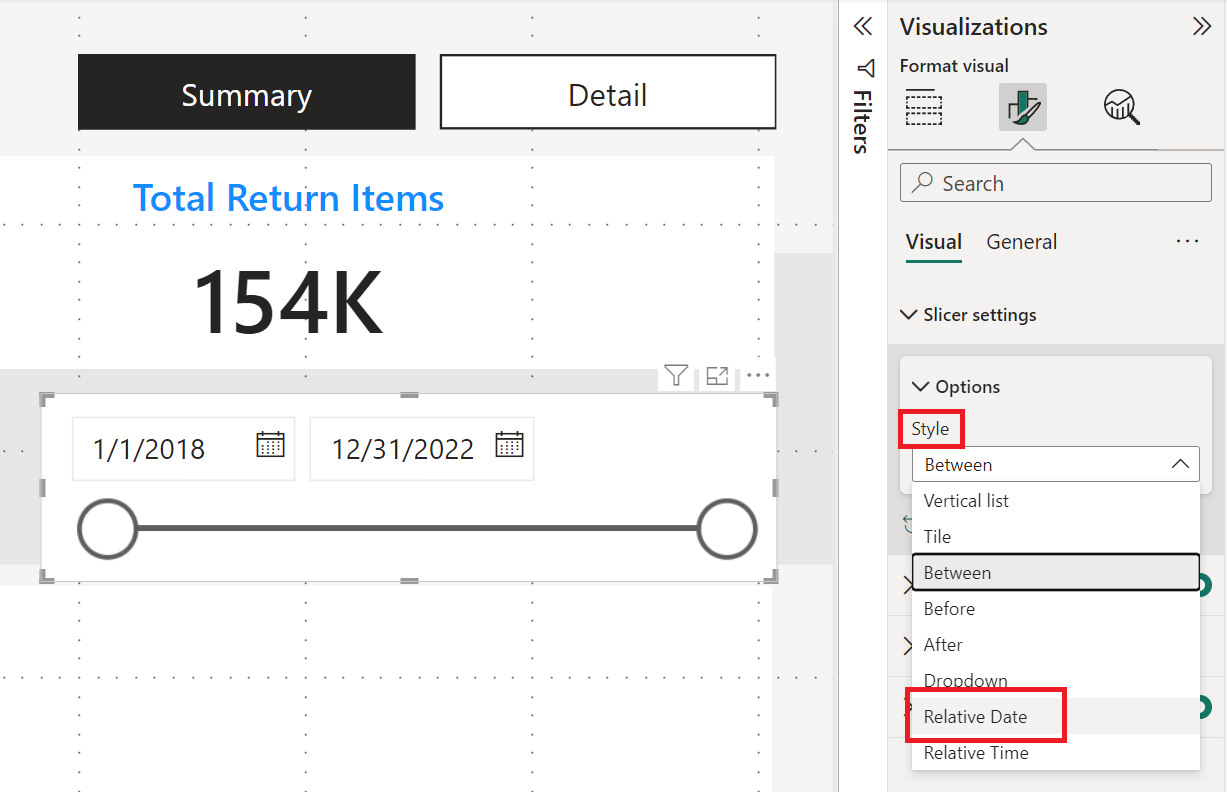 Summary
Detail
Total Return Items
154K
1/1/2018
12/31/2022
Filters
Visualizations
Format visual
Search
Visual
General
Slicer settings
Options
Style
Between
Vertical list
Tile
Between
Before
After
Dropdown
Relative Date
Relative Time